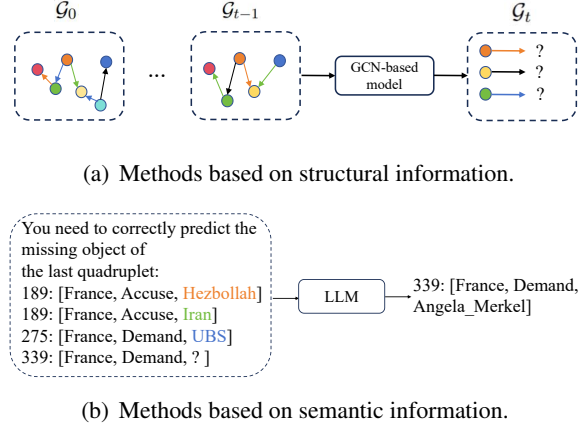 𝒢₀
𝒢ₜ₋₁
𝒢ₜ
...
GCN-based
model
?
?
?
(a) Methods based on structural information.
You need to correctly predict the
missing object of
the last quadruplet:
189: [France, Accuse, Hezbollah]
189: [France, Accuse, Iran]
275: [France, Demand, UBS]
339: [France, Demand, ? ]
LLM
339: [France, Demand,
Angela_Merkel]
(b) Methods based on semantic information.